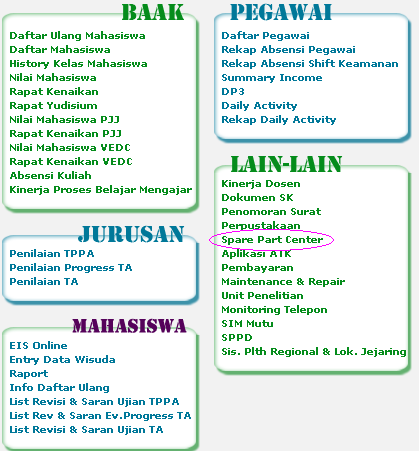 BAAK
Daftar Ulang Mahasiswa
Daftar Mahasiswa
History Kelas Mahasiswa
Nilai Mahasiswa
Rapat Kenaikan
Rapat Yudisium
Nilai Mahasiswa PJJ
Rapat Kenaikan PJJ
Nilai Mahasiswa VEDC
Rapat Kenaikan VEDC
Absensi Kuliah
Kinerja Proses Belajar Mengajar
JURUSAN
Penilaian TPPA
Penilaian Progress TA
Penilaian TA
MAHASISWA
EIS Online
Entry Data Wisuda
Raport
Info Daftar Ulang
List Revisi & Saran Ujian TPPA
List Rev & Saran Ev.Progress TA
List Revisi & Saran Ujian TA
PEGAWAI
Daftar Pegawai
Rekap Absensi Pegawai
Rekap Absensi Shift Keamanan
Summary Income
DP3
Daily Activity
Rekap Daily Activity
LAIN-LAIN
Kinerja Dosen
Dokumen SK
Penomoran Surat
Perpustakaan
Spare Part Center
Aplikasi ATK
Pembayaran
Maintenance & Repair
Unit Penelitian
Monitoring Telepon
SIM Mutu
SPPD
Sis. Plth Regional & Lok. Jejaring